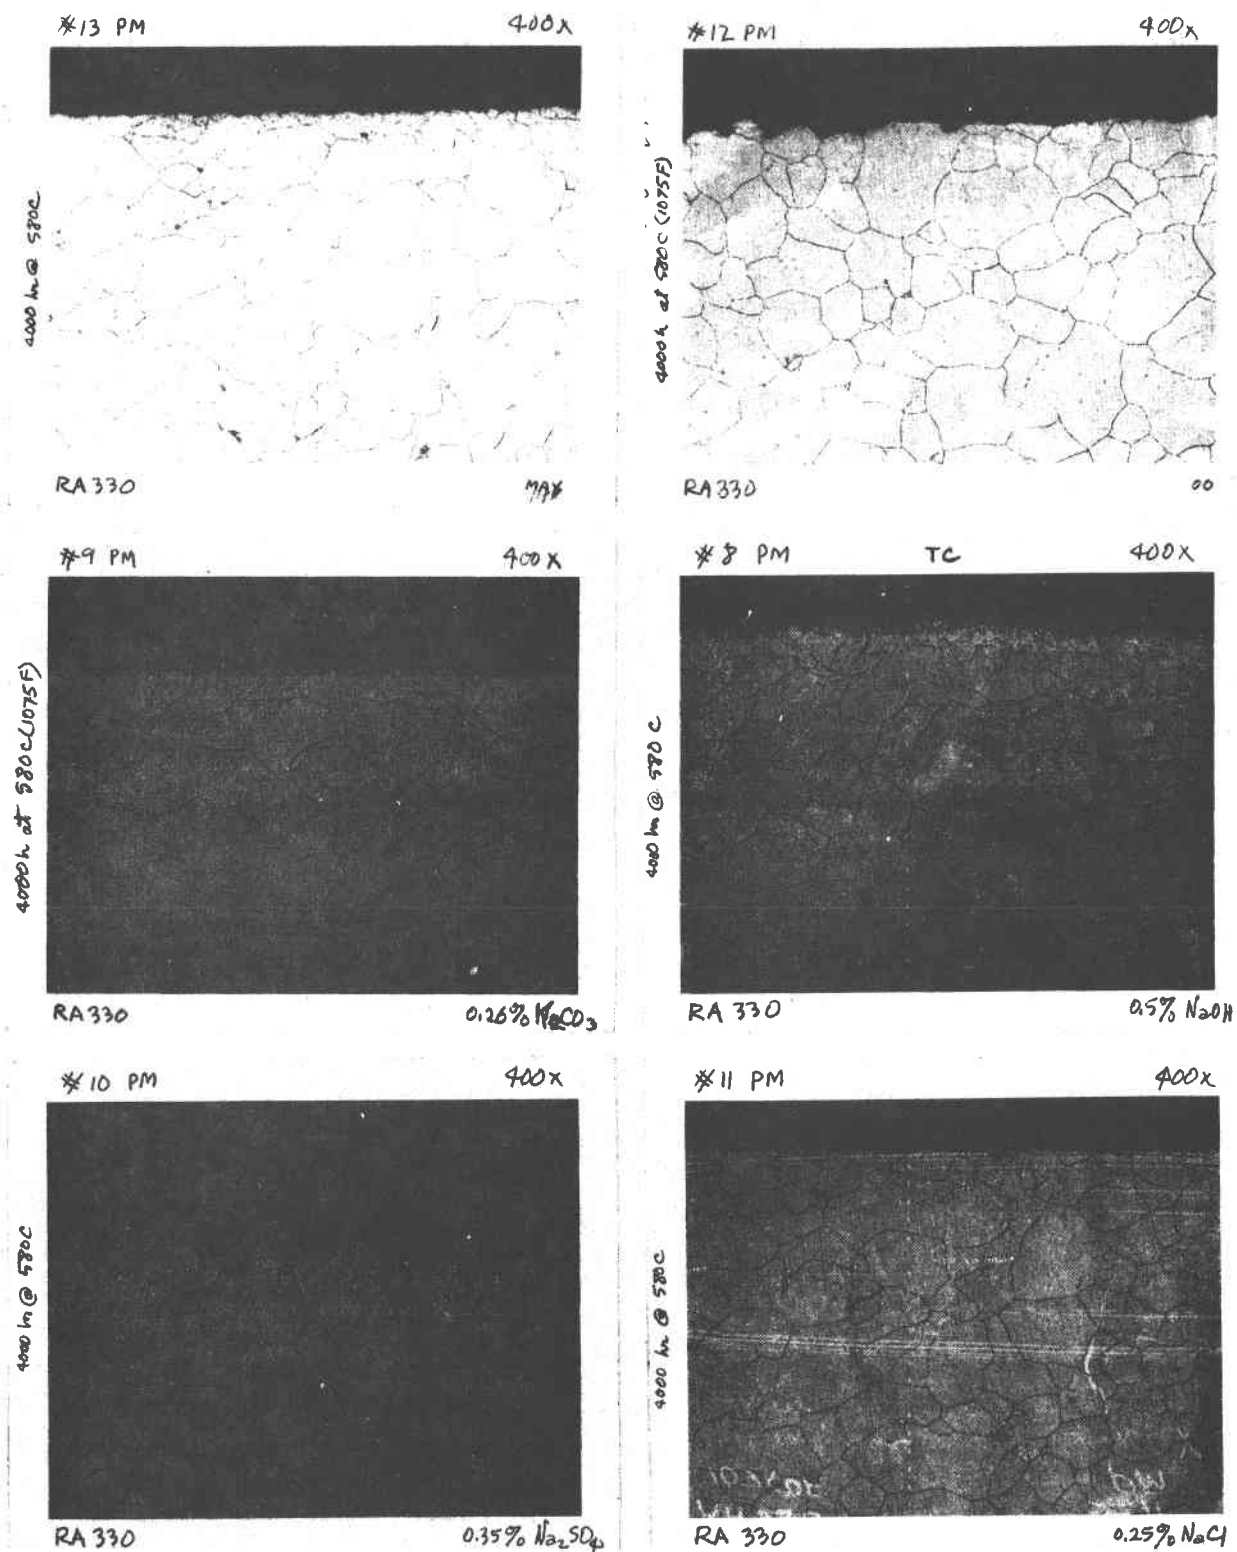 #13 PM 400X
4000 hr @ 580C
RA 330 MAX
#12 PM 400X
4000 h at 580C (1075F)
RA 330 00
#9 PM 400X
4000 h at 580C (1075F)
RA 330 0.26%
#8 PM TC 400X
4000 hr @ 580 C
RA 330 0.5% NaOH
#10 PM 400X
4000 hr @ 580C
RA 330 0.35% Na₂SO₄
#11 PM 400X
4000 hr @ 580C
RA 330 0.25% NaCl